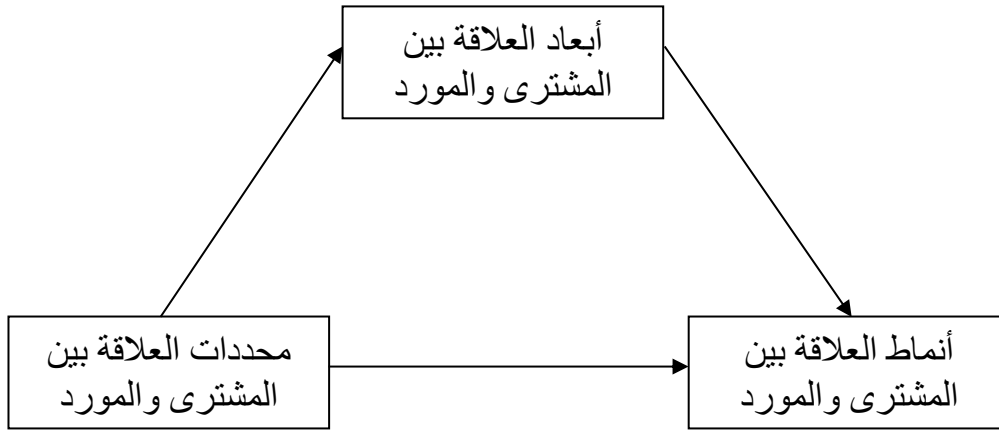 أبعاد العلاقة بين
المشترى والمورد
محددات العلاقة بين
المشترى والمورد
أنماط العلاقة بين
المشترى والمورد